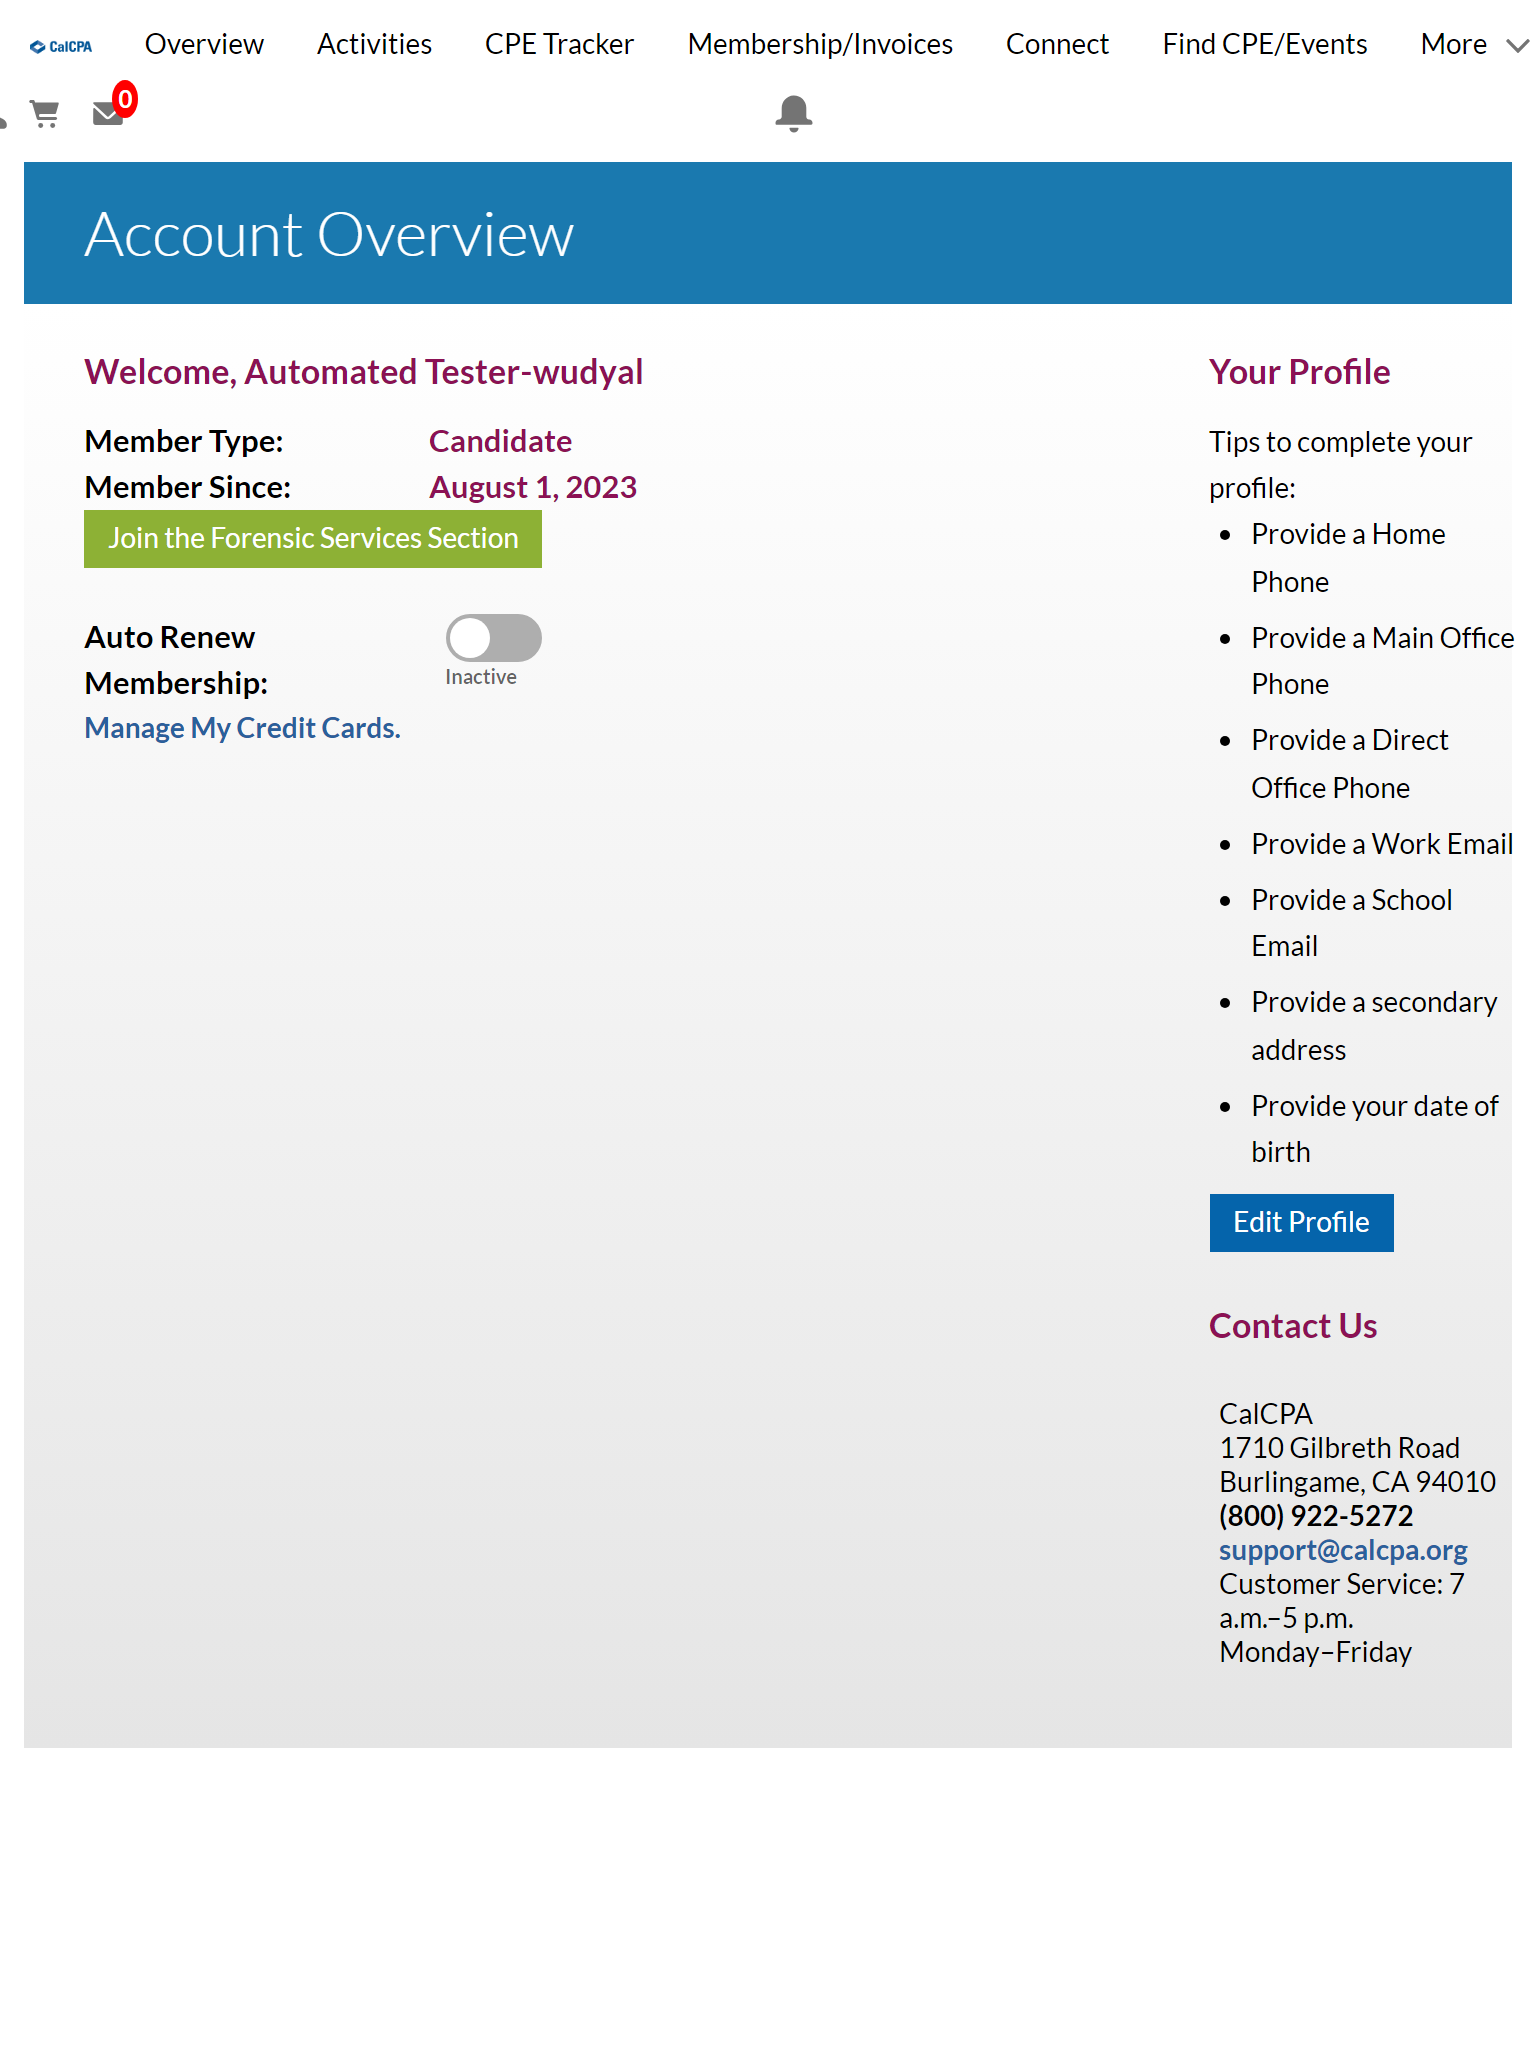 CalCPA Overview Activities CPE Tracker Membership/Invoices Connect Find CPE/Events More
0
Account Overview
Welcome, Automated Tester-wudyal
Member Type: Candidate
Member Since: August 1, 2023
Join the Forensic Services Section
Auto Renew
Membership:
Inactive
Manage My Credit Cards.
Your Profile
Tips to complete your
profile:
Provide a Home
Phone
Provide a Main Office
Phone
Provide a Direct
Office Phone
Provide a Work Email
Provide a School
Email
Provide a secondary
address
Provide your date of
birth
Edit Profile
Contact Us
CalCPA
1710 Gilbreth Road
Burlingame, CA 94010
(800) 922-5272
support@calcpa.org
Customer Service: 7
a.m.–5 p.m.
Monday–Friday